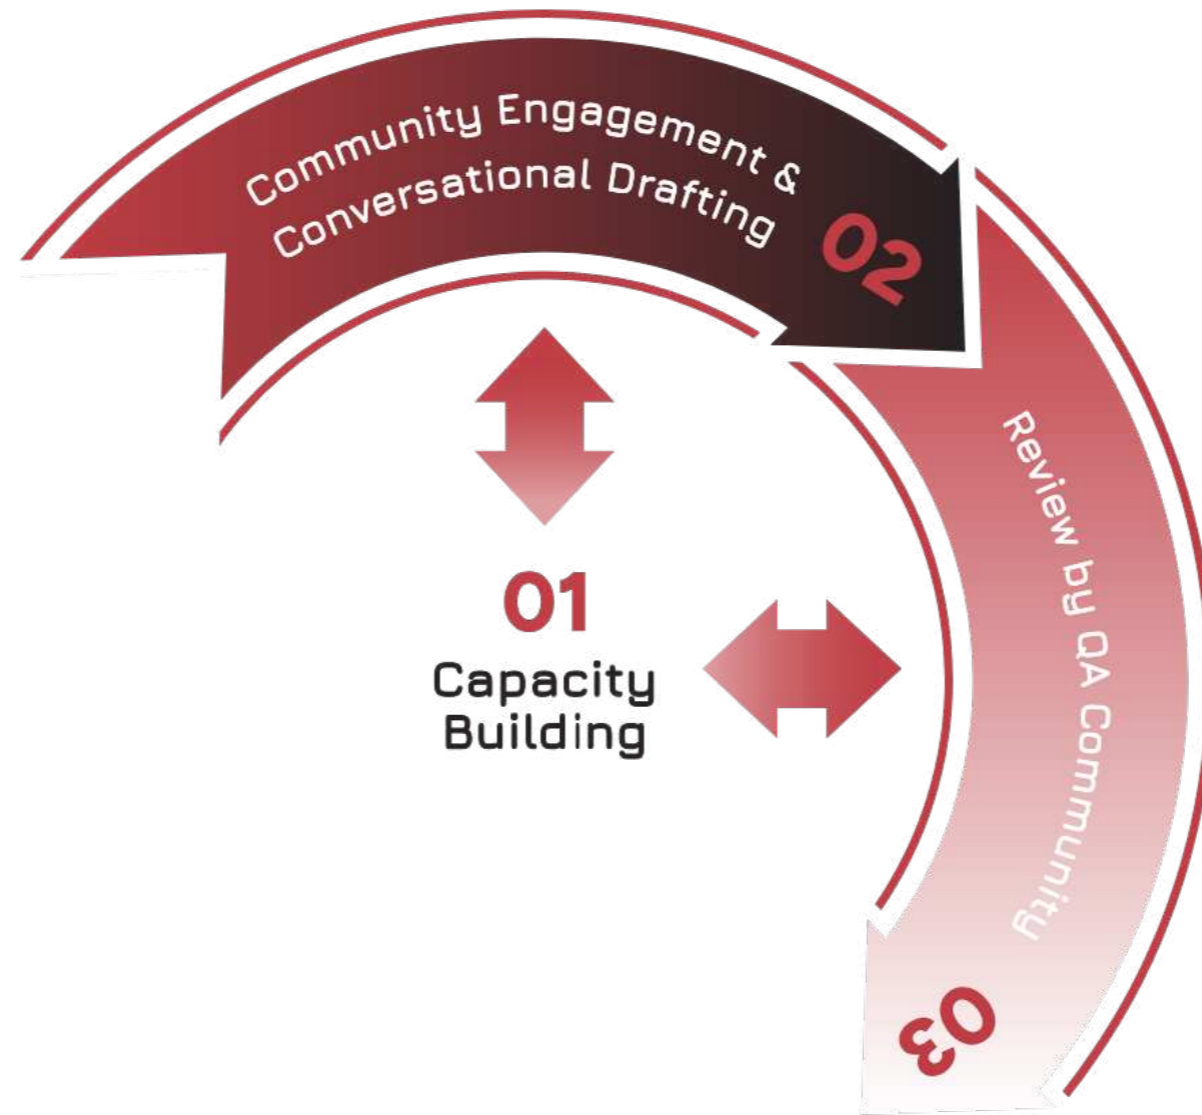 Community Engagement &
Conversational Drafting
02
01
Capacity
Building
Review by QA Community
03